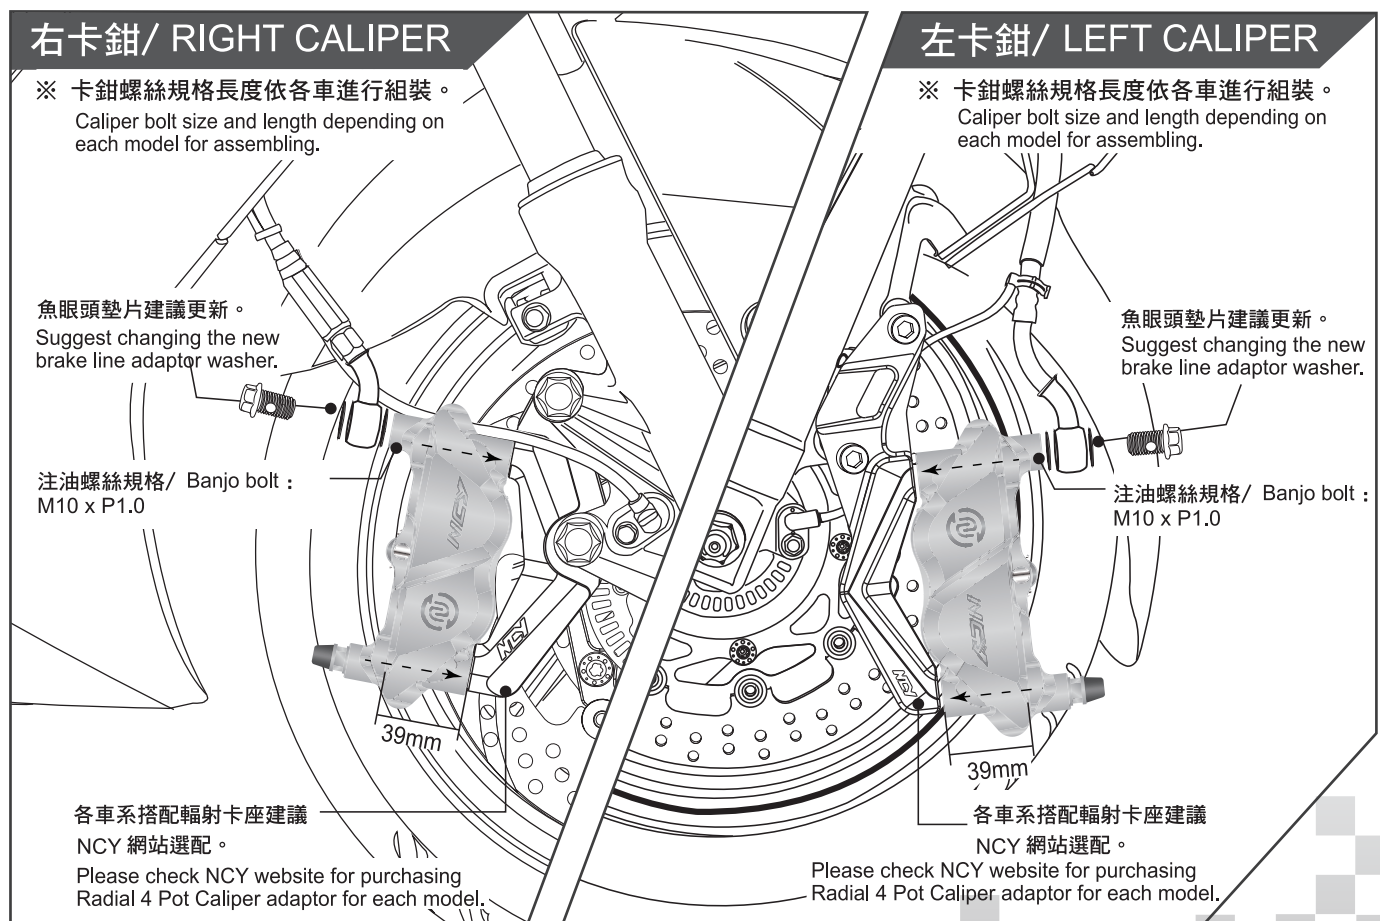 右卡鉗/ RIGHT CALIPER
※ 卡鉗螺絲規格長度依各車進行組裝。
Caliper bolt size and length depending on
each model for assembling.
魚眼頭墊片建議更新。
Suggest changing the new
brake line adaptor washer.
注油螺絲規格/ Banjo bolt :
M10 x P1.0
NCY
NCY
39mm
各車系搭配輻射卡座建議
NCY 網站選配。
Please check NCY website for purchasing
Radial 4 Pot Caliper adaptor for each model.
左卡鉗/ LEFT CALIPER
※ 卡鉗螺絲規格長度依各車進行組裝。
Caliper bolt size and length depending on
each model for assembling.
魚眼頭墊片建議更新。
Suggest changing the new
brake line adaptor washer.
注油螺絲規格/ Banjo bolt :
M10 x P1.0
NCY
NCY
39mm
各車系搭配輻射卡座建議
NCY 網站選配。
Please check NCY website for purchasing
Radial 4 Pot Caliper adaptor for each model.